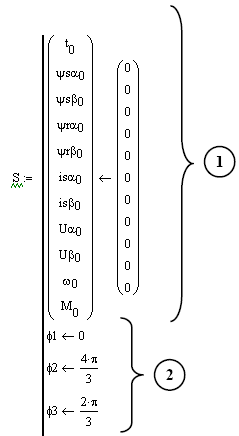 t₀ 0
ψsα₀ 0
ψsβ₀ 0
ψrα₀ 0
ψrβ₀ 0
S := isα₀ ← 0 1
isβ₀ 0
Uα₀ 0
Uβ₀ 0
ω₀ 0
M₀ 0
ϕ1 ← 0
ϕ2 ← 4·π/3 2
ϕ3 ← 2·π/3